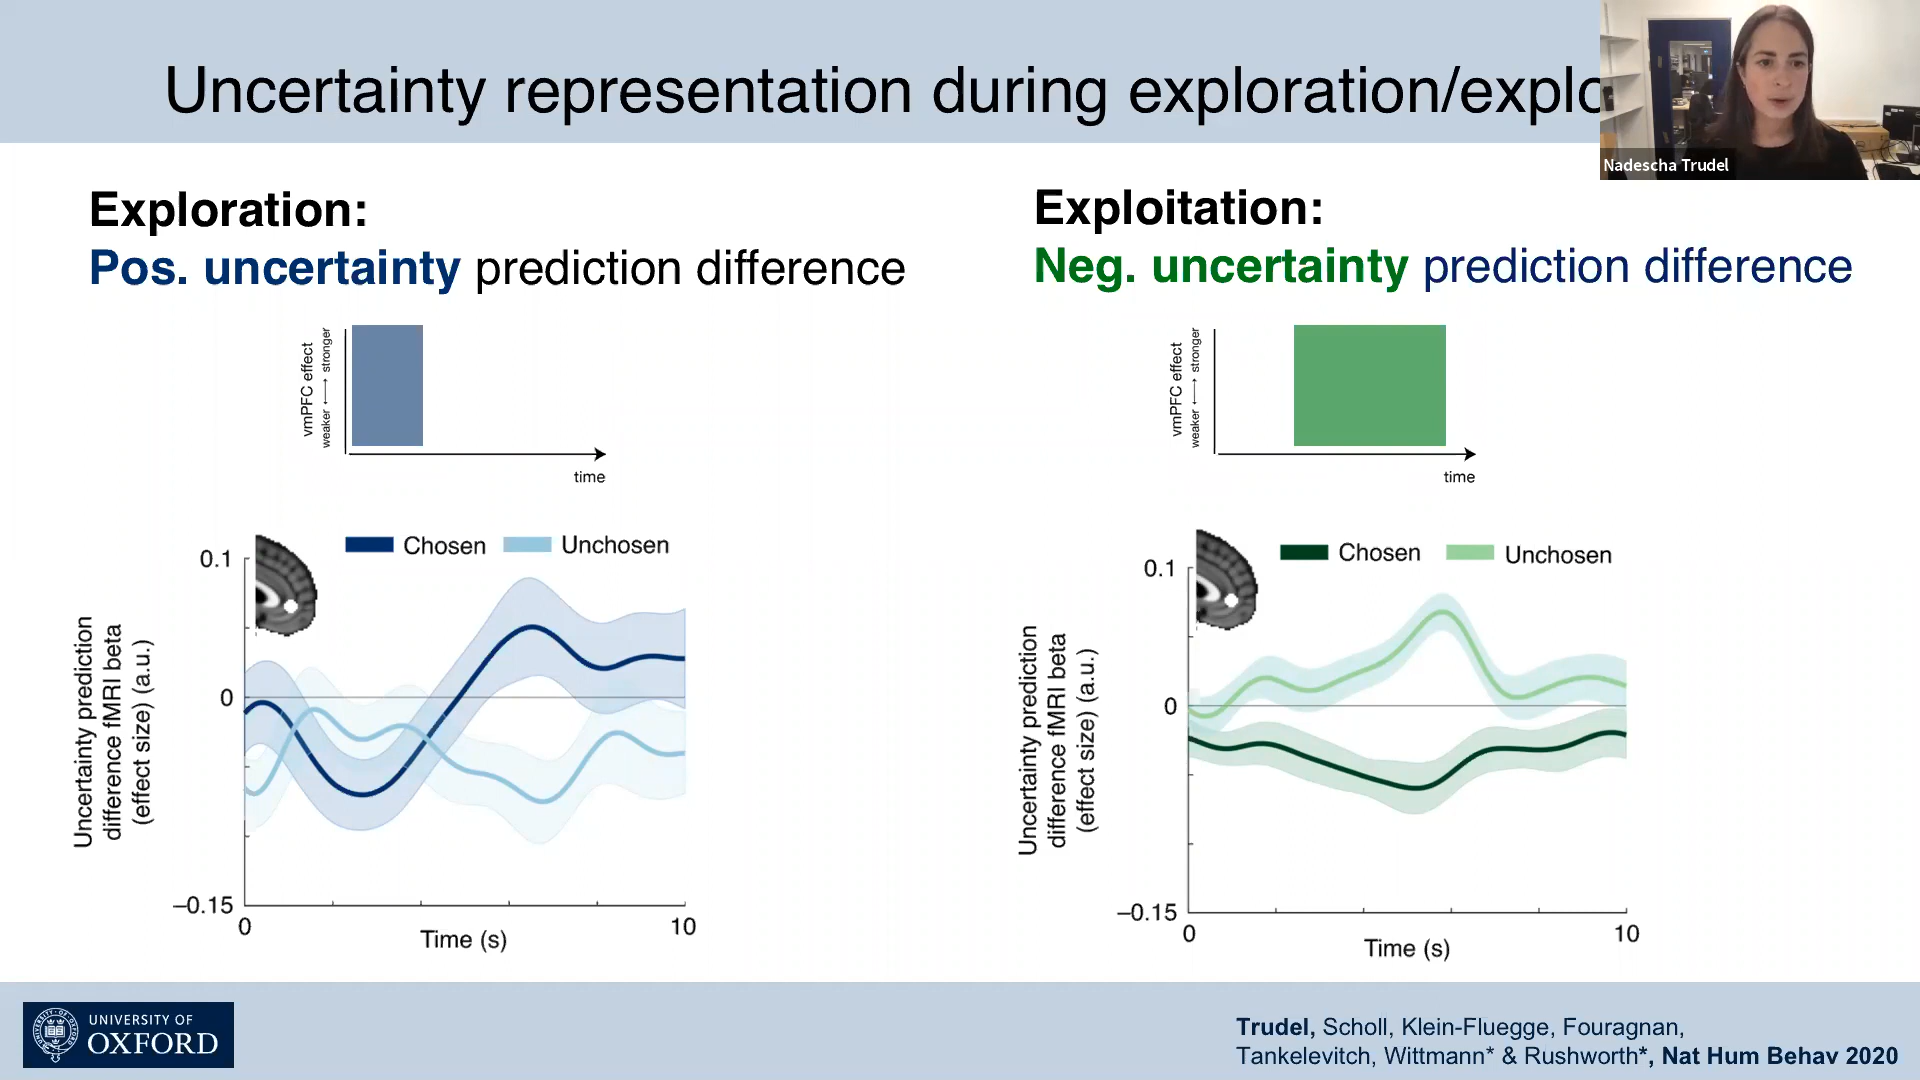 Uncertainty representation during exploration/explo
Nadescha Trudel
Exploration:
Pos. uncertainty prediction difference
vmPFC effect
weaker ⟵⟶ stronger
time
Chosen
Unchosen
0.1
0
−0.15
Uncertainty prediction
difference fMRI beta
(effect size) (a.u.)
0
10
Time (s)
Exploitation:
Neg. uncertainty prediction difference
vmPFC effect
weaker ⟵⟶ stronger
time
Chosen
Unchosen
0.1
0
−0.15
Uncertainty prediction
difference fMRI beta
(effect size) (a.u.)
0
10
Time (s)
UNIVERSITY OF
OXFORD
Trudel, Scholl, Klein-Fluegge, Fouragnan,
Tankelevitch, Wittmann* & Rushworth*, Nat Hum Behav 2020